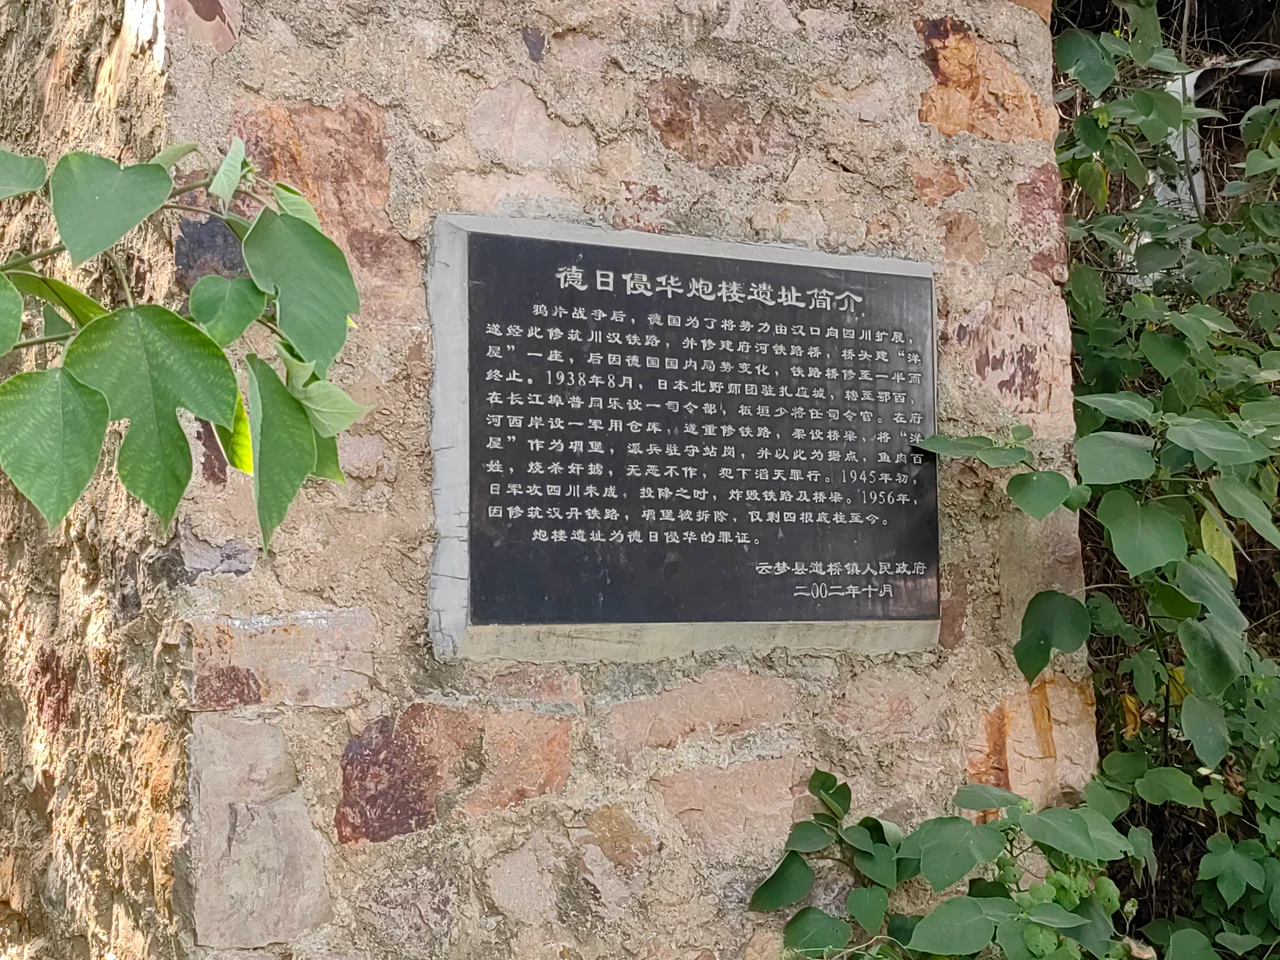 德日侵华炮楼遗址简介
鸦片战争后，德国为了将势力由汉口向四川扩展，
遂经此修筑川汉铁路，并修建府河铁路桥，桥头建“洋
屋”一座，后因德国国内局势变化，铁路桥修至一半而
终止。1938年8月，日本北野师团驻扎应城，辖至鄂西，
在长江埠普同乐设一司令部，板垣少将任司令官。在府
河西岸设一军用仓库，遂重修铁路，架设桥梁，将“洋
屋”作为碉堡，派兵驻守站岗，并以此为据点，鱼肉百
姓，烧杀奸掳，无恶不作，犯下滔天罪行。1945年初，
日军攻四川未成，投降之时，炸毁铁路及桥梁。1956年，
因修筑汉丹铁路，碉堡被拆除，仅剩四根底柱至今。
炮楼遗址为德日侵华的罪证。
云梦县道桥镇人民政府
二00二年十月